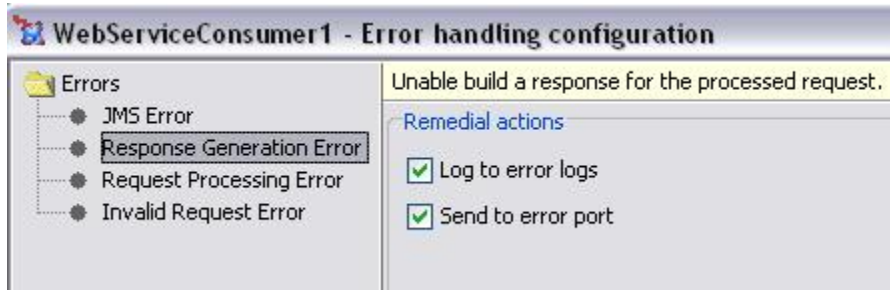 WebServiceConsumer1 - Error handling configuration
Errors
JMS Error
Response Generation Error
Request Processing Error
Invalid Request Error
Unable build a response for the processed request.
Remedial actions
Log to error logs
Send to error port